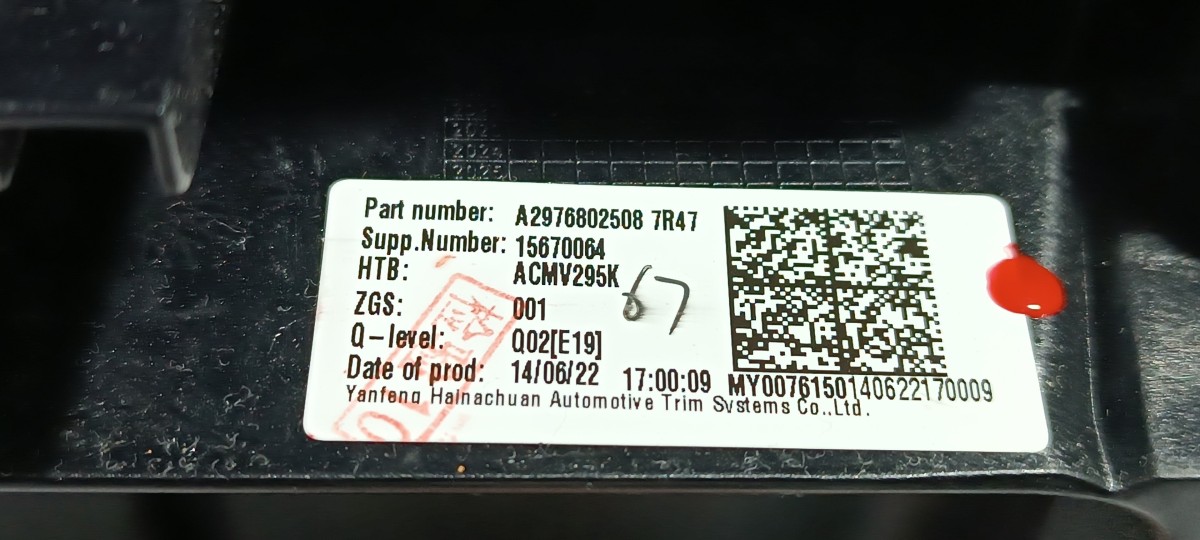 2024
2025
Part number: A2976802508 7R47
Supp.Number: 15670064
HTB: ACMV295K
67
ZGS: 001
Q-level: Q02[E19]
Date of prod: 14/06/22 17:00:09 MY0076150140622170009
Yanfeng Hainachuan Automotive Trim Systems Co.,Ltd.